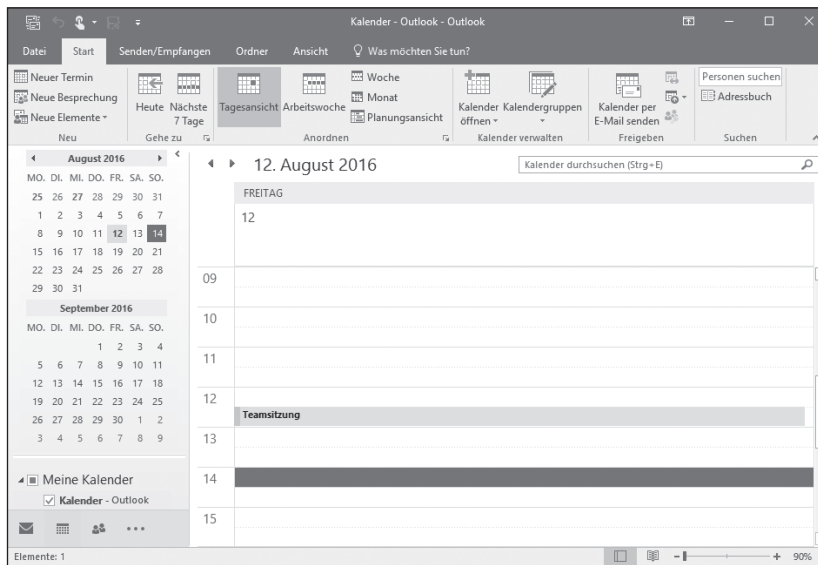 Kalender - Outlook - Outlook
Datei Start Senden/Empfangen Ordner Ansicht Was möchten Sie tun?
Neuer Termin
Neue Besprechung
Neue Elemente
Neu
Heute
Nächste 7 Tage
Gehe zu
Tagesansicht
Arbeitswoche
Woche
Monat
Planungsansicht
Anordnen
Kalender öffnen
Kalendergruppen
Kalender verwalten
Kalender per E-Mail senden
Freigeben
Personen suchen
Adressbuch
Suchen
August 2016
MO. DI. MI. DO. FR. SA. SO.
25 26 27 28 29 30 31
1 2 3 4 5 6 7
8 9 10 11 12 13 14
15 16 17 18 19 20 21
22 23 24 25 26 27 28
29 30 31
September 2016
MO. DI. MI. DO. FR. SA. SO.
1 2 3 4
5 6 7 8 9 10 11
12 13 14 15 16 17 18
19 20 21 22 23 24 25
26 27 28 29 30 1 2
3 4 5 6 7 8 9
Meine Kalender
Kalender - Outlook
12. August 2016
Kalender durchsuchen (Strg+E)
FREITAG
12
09
10
11
12
Teamsitzung
13
14
15
Elemente: 1
90%